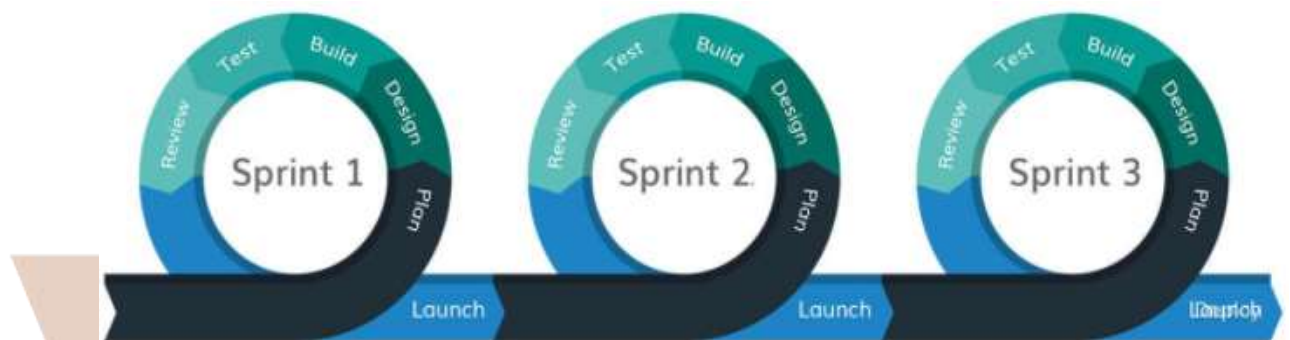 Test
Build
Review
Design
Sprint 1
Plan
Launch
Test
Build
Review
Design
Sprint 2.
Plan
Launch
Test
Build
Review
Design
Sprint 3
Plan